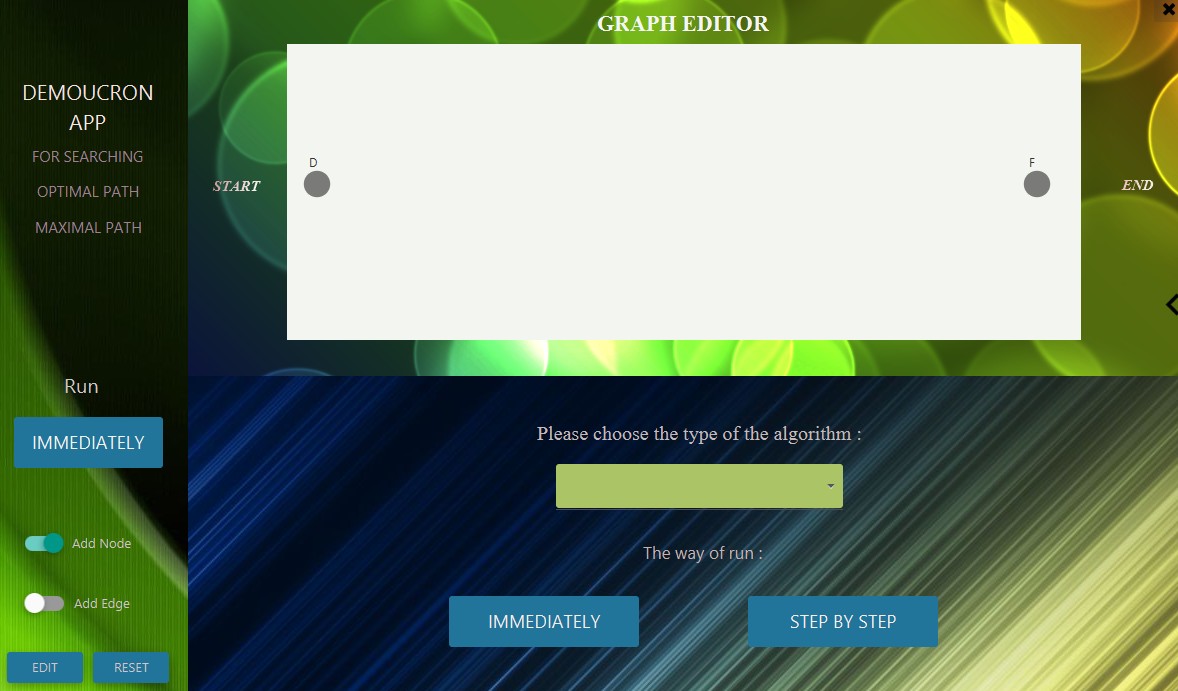 DEMOUCRON
APP
FOR SEARCHING
OPTIMAL PATH
MAXIMAL PATH
Run
IMMEDIATELY
Add Node
Add Edge
EDIT RESET
GRAPH EDITOR
START
D
F
END
Please choose the type of the algorithm :
The way of run :
IMMEDIATELY STEP BY STEP